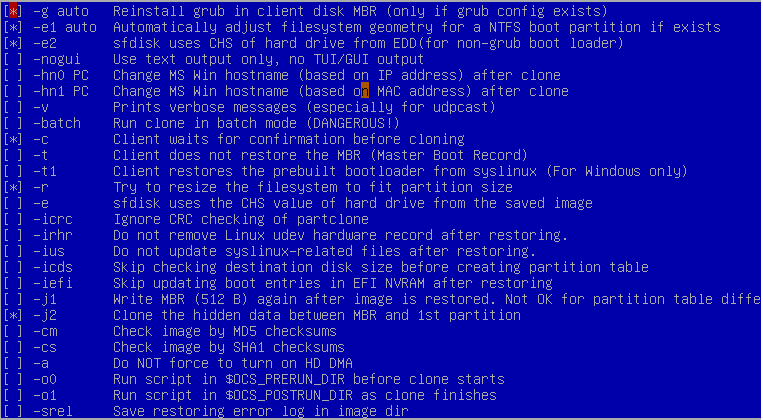 [*] -g auto Reinstall grub in client disk MBR (only if grub config exists)
[*] -e1 auto Automatically adjust filesystem geometry for a NTFS boot partition if exists
[*] -e2 sfdisk uses CHS of hard drive from EDD(for non-grub boot loader)
[ ] -nogui Use text output only, no TUI/GUI output
[ ] -hn0 PC Change MS Win hostname (based on IP address) after clone
[ ] -hn1 PC Change MS Win hostname (based on MAC address) after clone
[ ] -v Prints verbose messages (especially for udpcast)
[ ] -batch Run clone in batch mode (DANGEROUS!)
[*] -c Client waits for confirmation before cloning
[ ] -t Client does not restore the MBR (Master Boot Record)
[ ] -t1 Client restores the prebuilt bootloader from syslinux (For Windows only)
[*] -r Try to resize the filesystem to fit partition size
[ ] -e sfdisk uses the CHS value of hard drive from the saved image
[ ] -icrc Ignore CRC checking of partclone
[ ] -irhr Do not remove Linux udev hardware record after restoring.
[ ] -ius Do not update syslinux-related files after restoring.
[ ] -icds Skip checking destination disk size before creating partition table
[ ] -iefi Skip updating boot entries in EFI NVRAM after restoring
[ ] -j1 Write MBR (512 B) again after image is restored. Not OK for partition table diffe
[*] -j2 Clone the hidden data between MBR and 1st partition
[ ] -cm Check image by MD5 checksums
[ ] -cs Check image by SHA1 checksums
[ ] -a Do NOT force to turn on HD DMA
[ ] -o0 Run script in $OCS_PRERUN_DIR before clone starts
[ ] -o1 Run script in $OCS_POSTRUN_DIR as clone finishes
[ ] -srel Save restoring error log in image dir